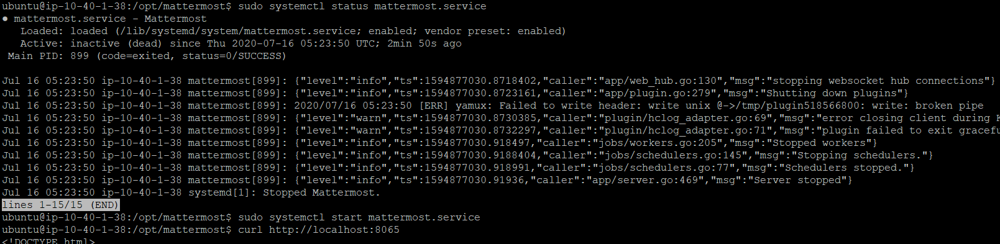 ubuntu@ip-10-40-1-38:/opt/mattermost$ sudo systemctl status mattermost.service
● mattermost.service - Mattermost
   Loaded: loaded (/lib/systemd/system/mattermost.service; enabled; vendor preset: enabled)
   Active: inactive (dead) since Thu 2020-07-16 05:23:50 UTC; 2min 50s ago
 Main PID: 899 (code=exited, status=0/SUCCESS)

Jul 16 05:23:50 ip-10-40-1-38 mattermost[899]: {"level":"info","ts":1594877030.8718402,"caller":"app/web_hub.go:130","msg":"stopping websocket hub connections"}
Jul 16 05:23:50 ip-10-40-1-38 mattermost[899]: {"level":"info","ts":1594877030.8723161,"caller":"app/plugin.go:279","msg":"Shutting down plugins"}
Jul 16 05:23:50 ip-10-40-1-38 mattermost[899]: 2020/07/16 05:23:50 [ERR] yamux: Failed to write header: write unix @->/tmp/plugin518566800: write: broken pipe
Jul 16 05:23:50 ip-10-40-1-38 mattermost[899]: {"level":"warn","ts":1594877030.8730385,"caller":"plugin/hclog_adapter.go:69","msg":"error closing client during K
Jul 16 05:23:50 ip-10-40-1-38 mattermost[899]: {"level":"warn","ts":1594877030.8732297,"caller":"plugin/hclog_adapter.go:71","msg":"plugin failed to exit gracefu
Jul 16 05:23:50 ip-10-40-1-38 mattermost[899]: {"level":"info","ts":1594877030.918497,"caller":"jobs/workers.go:205","msg":"Stopped workers"}
Jul 16 05:23:50 ip-10-40-1-38 mattermost[899]: {"level":"info","ts":1594877030.9188404,"caller":"jobs/schedulers.go:145","msg":"Stopping schedulers."}
Jul 16 05:23:50 ip-10-40-1-38 mattermost[899]: {"level":"info","ts":1594877030.918991,"caller":"jobs/schedulers.go:77","msg":"Schedulers stopped."}
Jul 16 05:23:50 ip-10-40-1-38 mattermost[899]: {"level":"info","ts":1594877030.91936,"caller":"app/server.go:469","msg":"Server stopped"}
Jul 16 05:23:50 ip-10-40-1-38 systemd[1]: Stopped Mattermost.
lines 1-15/15 (END)
ubuntu@ip-10-40-1-38:/opt/mattermost$ sudo systemctl start mattermost.service
ubuntu@ip-10-40-1-38:/opt/mattermost$ curl http://localhost:8065
<!DOCTYPE html>